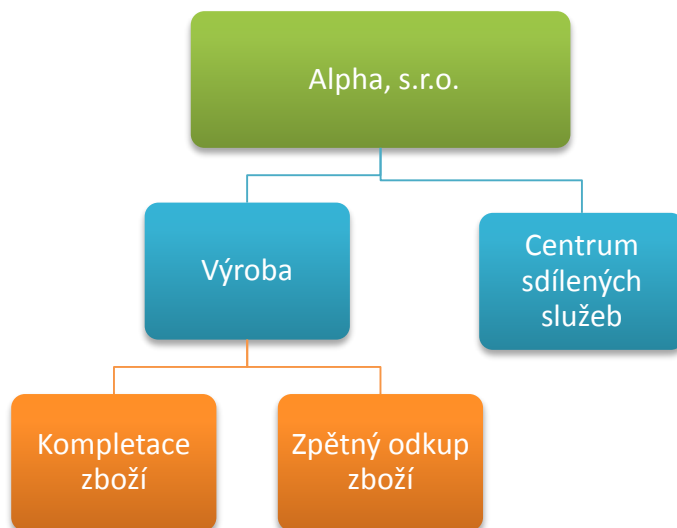 Alpha, s.r.o.
Výroba
Centrum
sdílených
služeb
Kompletace
zboží
Zpětný odkup
zboží